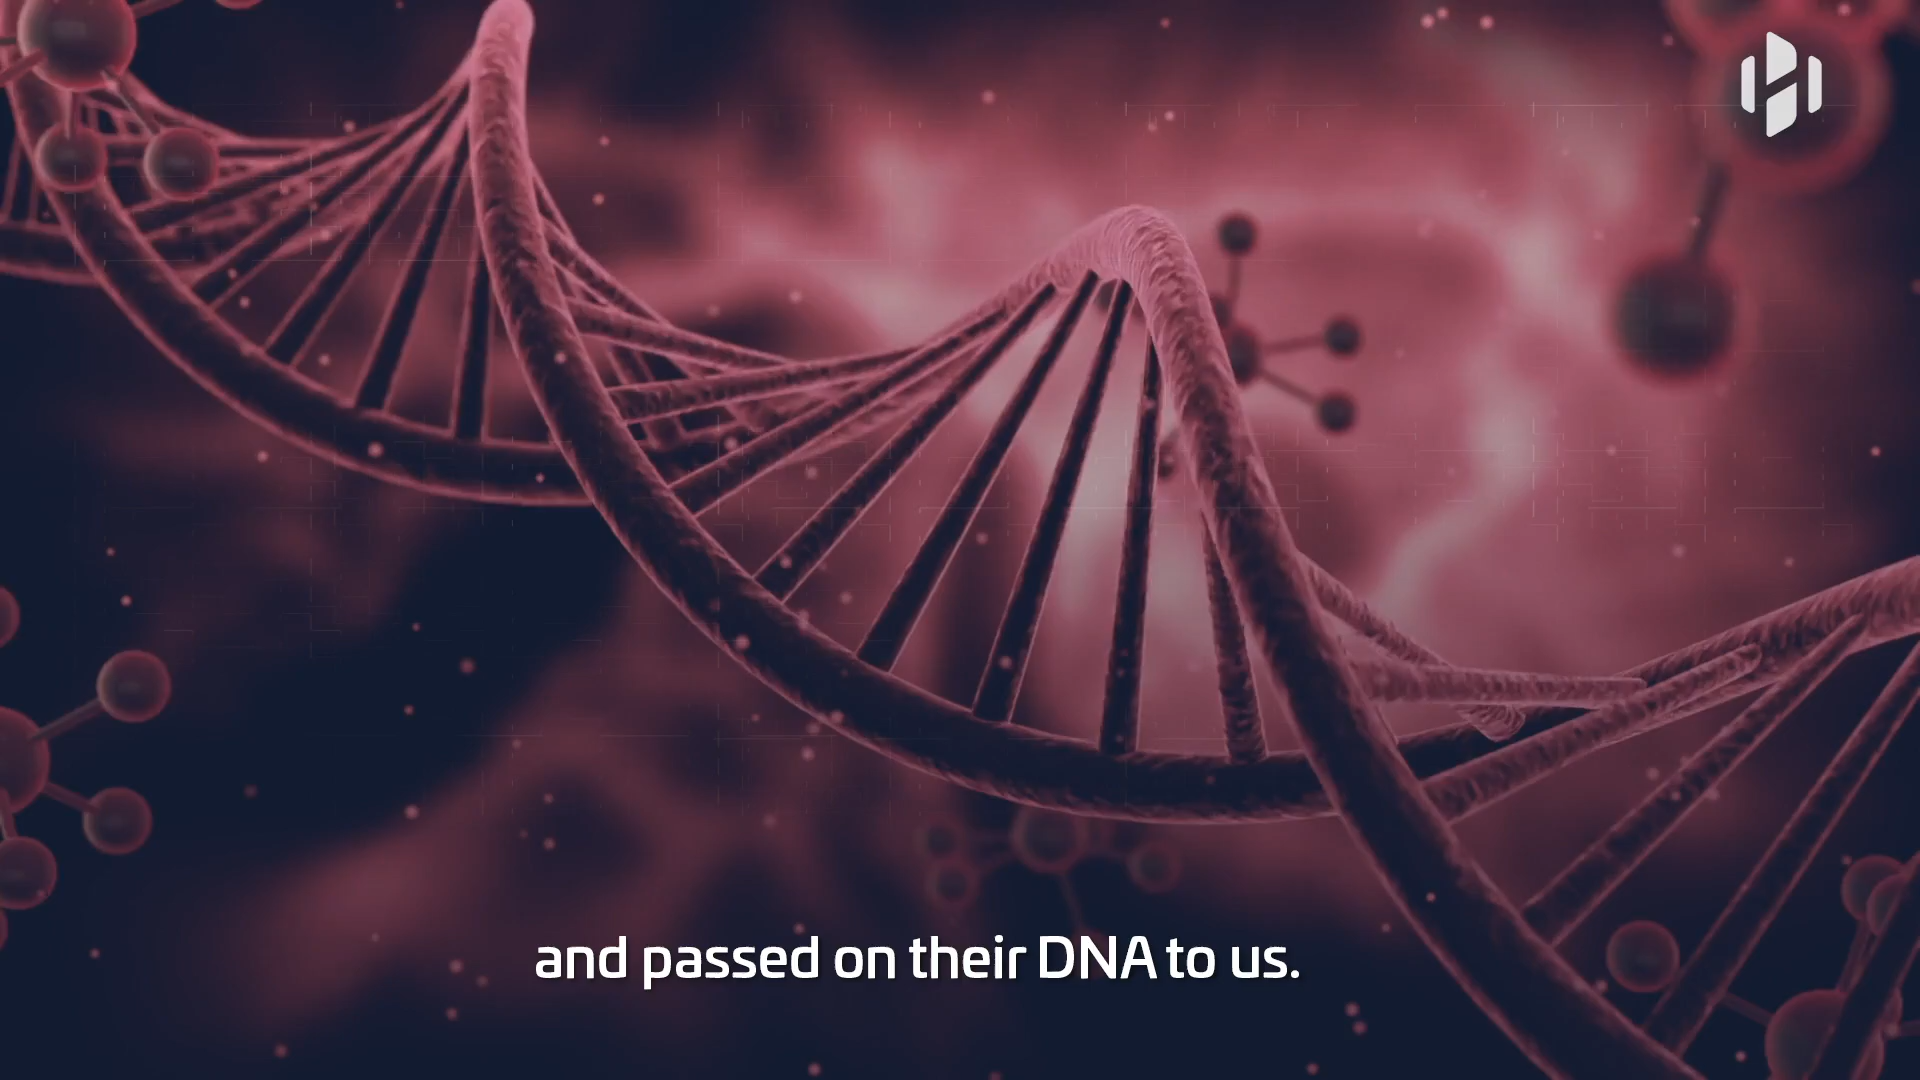 and passed on their DNA to us.